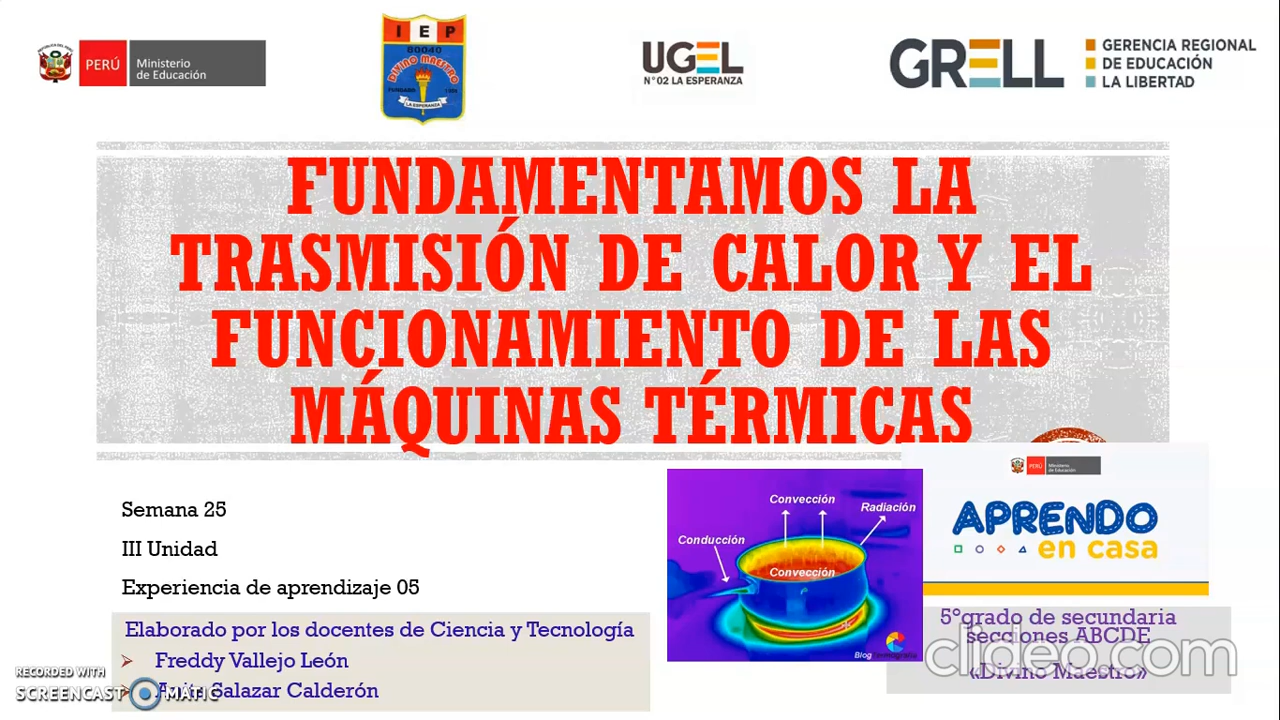 PERÚ
Ministerio
de Educación
I E P
80040
DIVINO MAESTRO
LA ESPERANZA
UGEL
N°02 LA ESPERANZA
GRELL
GERENCIA REGIONAL
DE EDUCACIÓN
LA LIBERTAD
FUNDAMENTAMOS LA
TRASMISIÓN DE CALOR Y EL
FUNCIONAMIENTO DE LAS
MÁQUINAS TÉRMICAS
Semana 25
III Unidad
Experiencia de aprendizaje 05
Elaborado por los docentes de Ciencia y Tecnología
Freddy Vallejo León
Salazar Calderón
Convección
Radiación
Conducción
Convección
Blog
PERÚ
Ministerio
de Educación
APRENDO
en casa
5°grado de secundaria
secciones ABCDE
«Divino Maestro»
clideo.com
RECORDED WITH
SCREENCAST MATIC